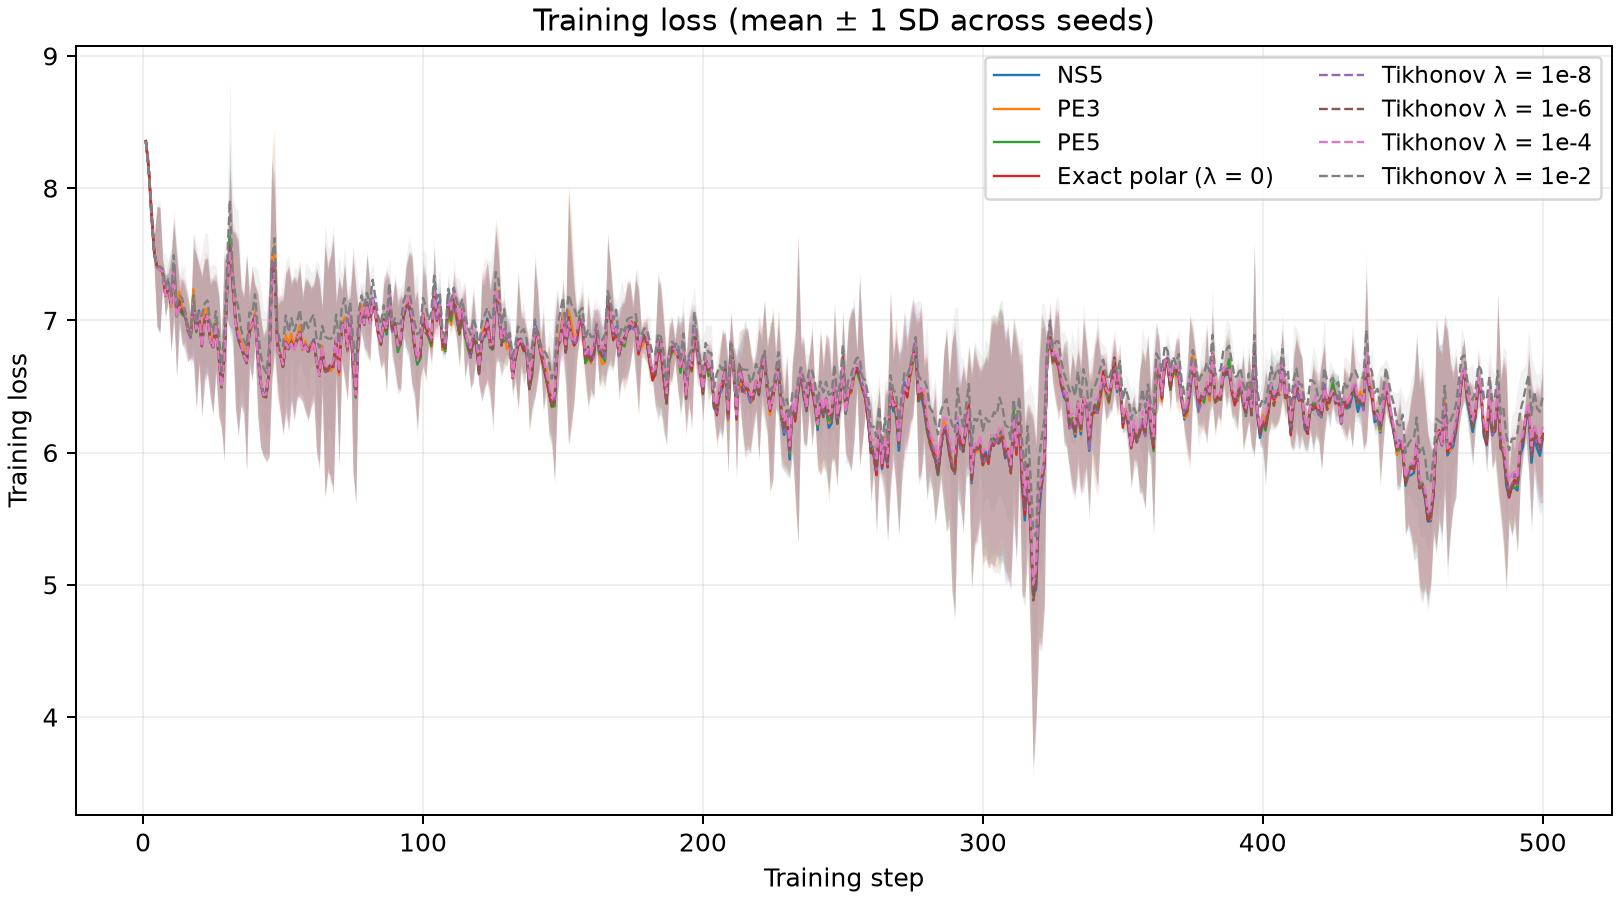 Training loss (mean ± 1 SD across seeds)
NS5
PE3
PE5
Exact polar (λ = 0)
Tikhonov λ = 1e-8
Tikhonov λ = 1e-6
Tikhonov λ = 1e-4
Tikhonov λ = 1e-2
Training loss
9
8
7
6
5
4
0
100
200
300
400
500
Training step